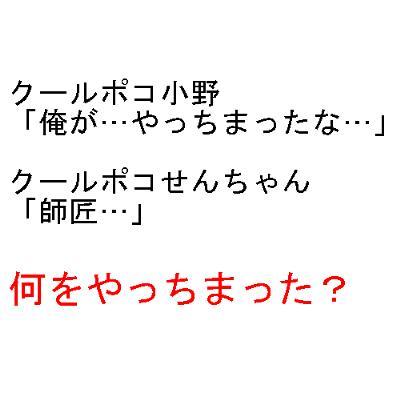 クールポコ小野
「俺が…やっちまったな…」
クールポコせんちゃん
「師匠…」
何をやっちまった？